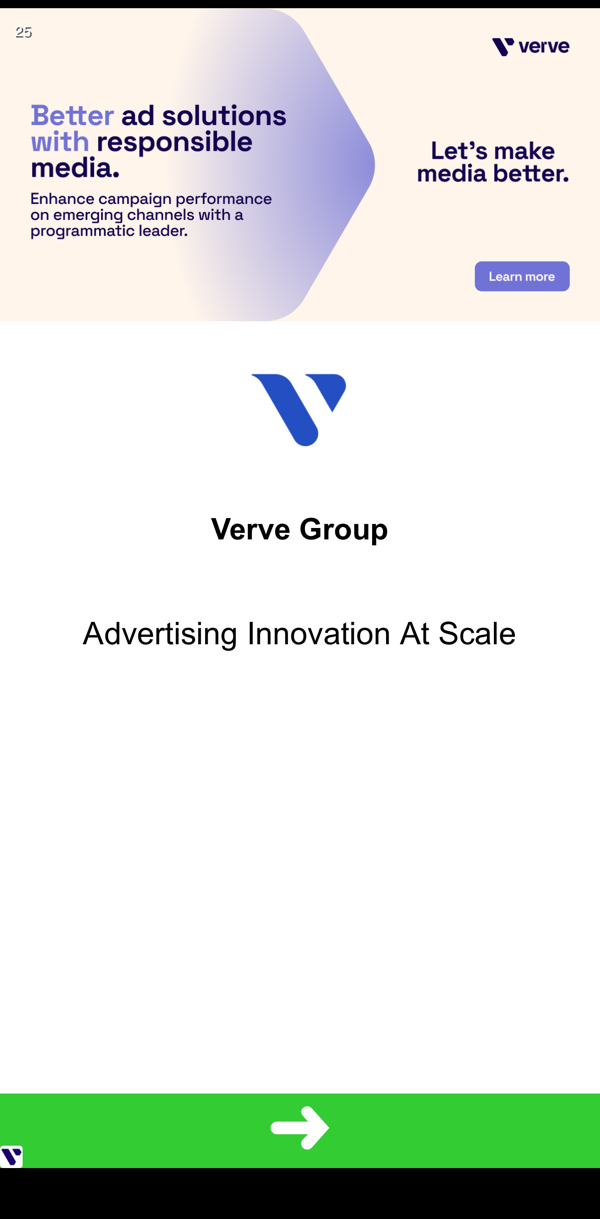 25
verve
Better ad solutions
with responsible
media.
Enhance campaign performance
on emerging channels with a
programmatic leader.
Let's make
media better.
Learn more
Verve Group
Advertising Innovation At Scale